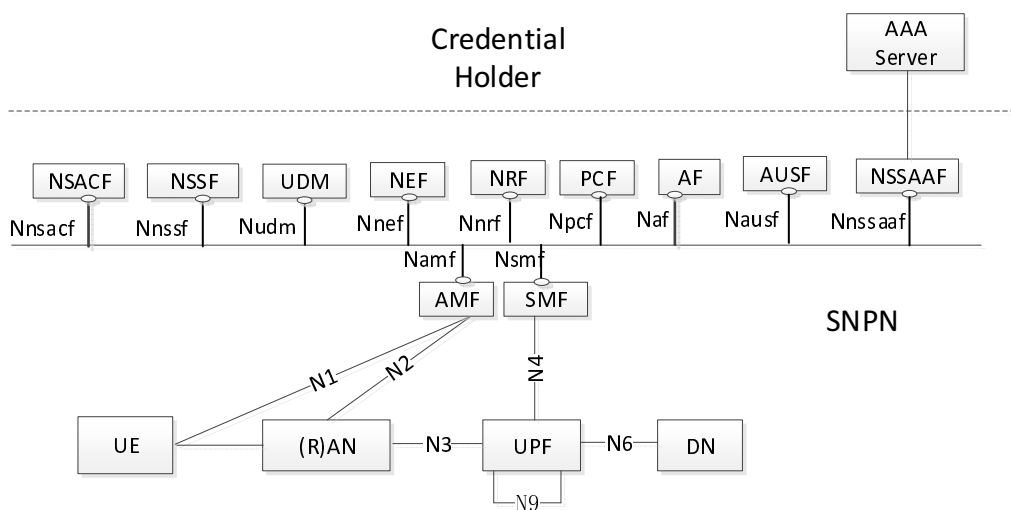 Credential
Holder
AAA
Server
NSACF
NSSF
UDM
NEF
NRF
PCF
AF
AUSF
NSSAAF
Nnsacf
Nnssf
Nudm
Nnef
Nnrf
Npcf
Naf
Nausf
Nnssaaf
Namf
Nsmf
AMF
SMF
SNPN
N1
N2
N4
UE
(R)AN
N3
UPF
N6
DN
N9